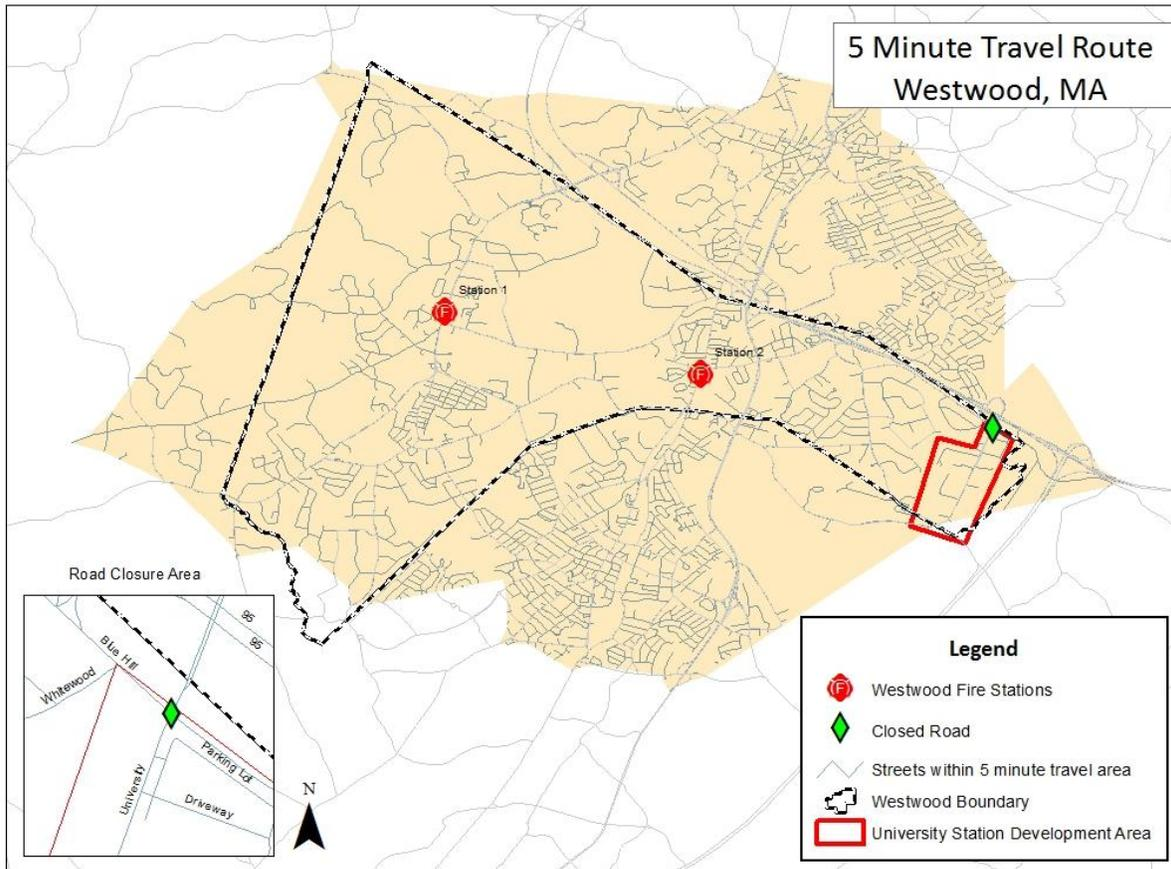 5 Minute Travel Route
Westwood, MA
Station 1
Station 2
Road Closure Area
95
95
Blue Hill
Whitewood
Parking Lot
University
Driveway
N
Legend
F
Westwood Fire Stations
Closed Road
Streets within 5 minute travel area
Westwood Boundary
University Station Development Area
F
F